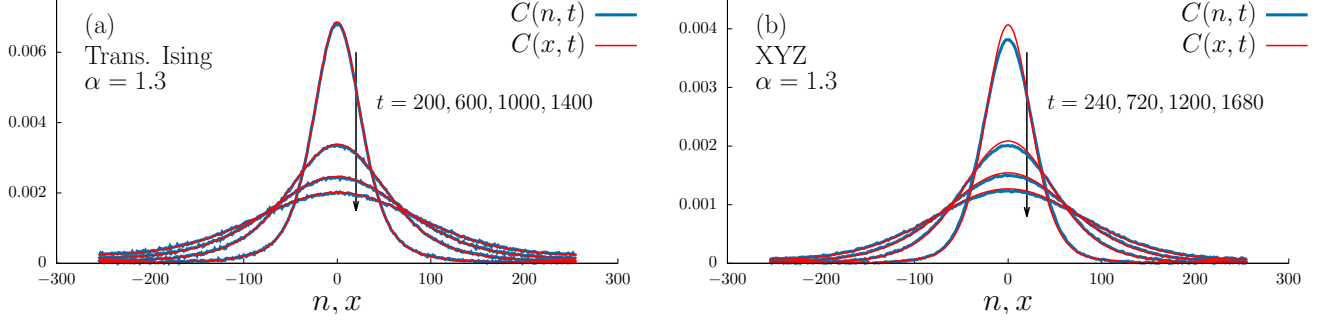 (a)
Trans. Ising
α = 1.3
C(n, t)
C(x, t)
t = 200, 600, 1000, 1400
0.006
0.004
0.002
0
−300
−200
−100
0
100
200
300
n, x
(b)
XYZ
α = 1.3
C(n, t)
C(x, t)
t = 240, 720, 1200, 1680
0.004
0.003
0.002
0.001
0
−300
−200
−100
0
100
200
300
n, x